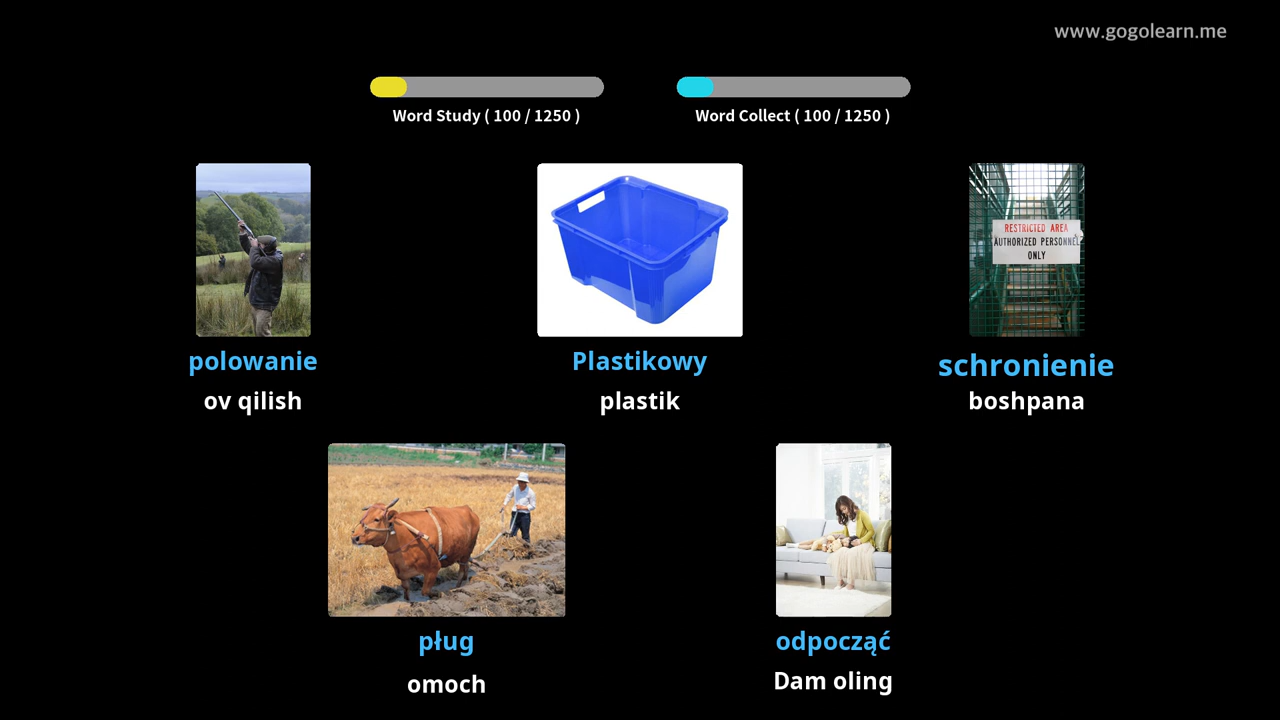 www.gogolearn.me
Word Study ( 100 / 1250 )
Word Collect ( 100 / 1250 )
RESTRICTED AREA
AUTHORIZED PERSONNEL
ONLY
polowanie
Plastikowy
schronienie
ov qilish
plastik
boshpana
pług
odpocząć
omoch
Dam oling